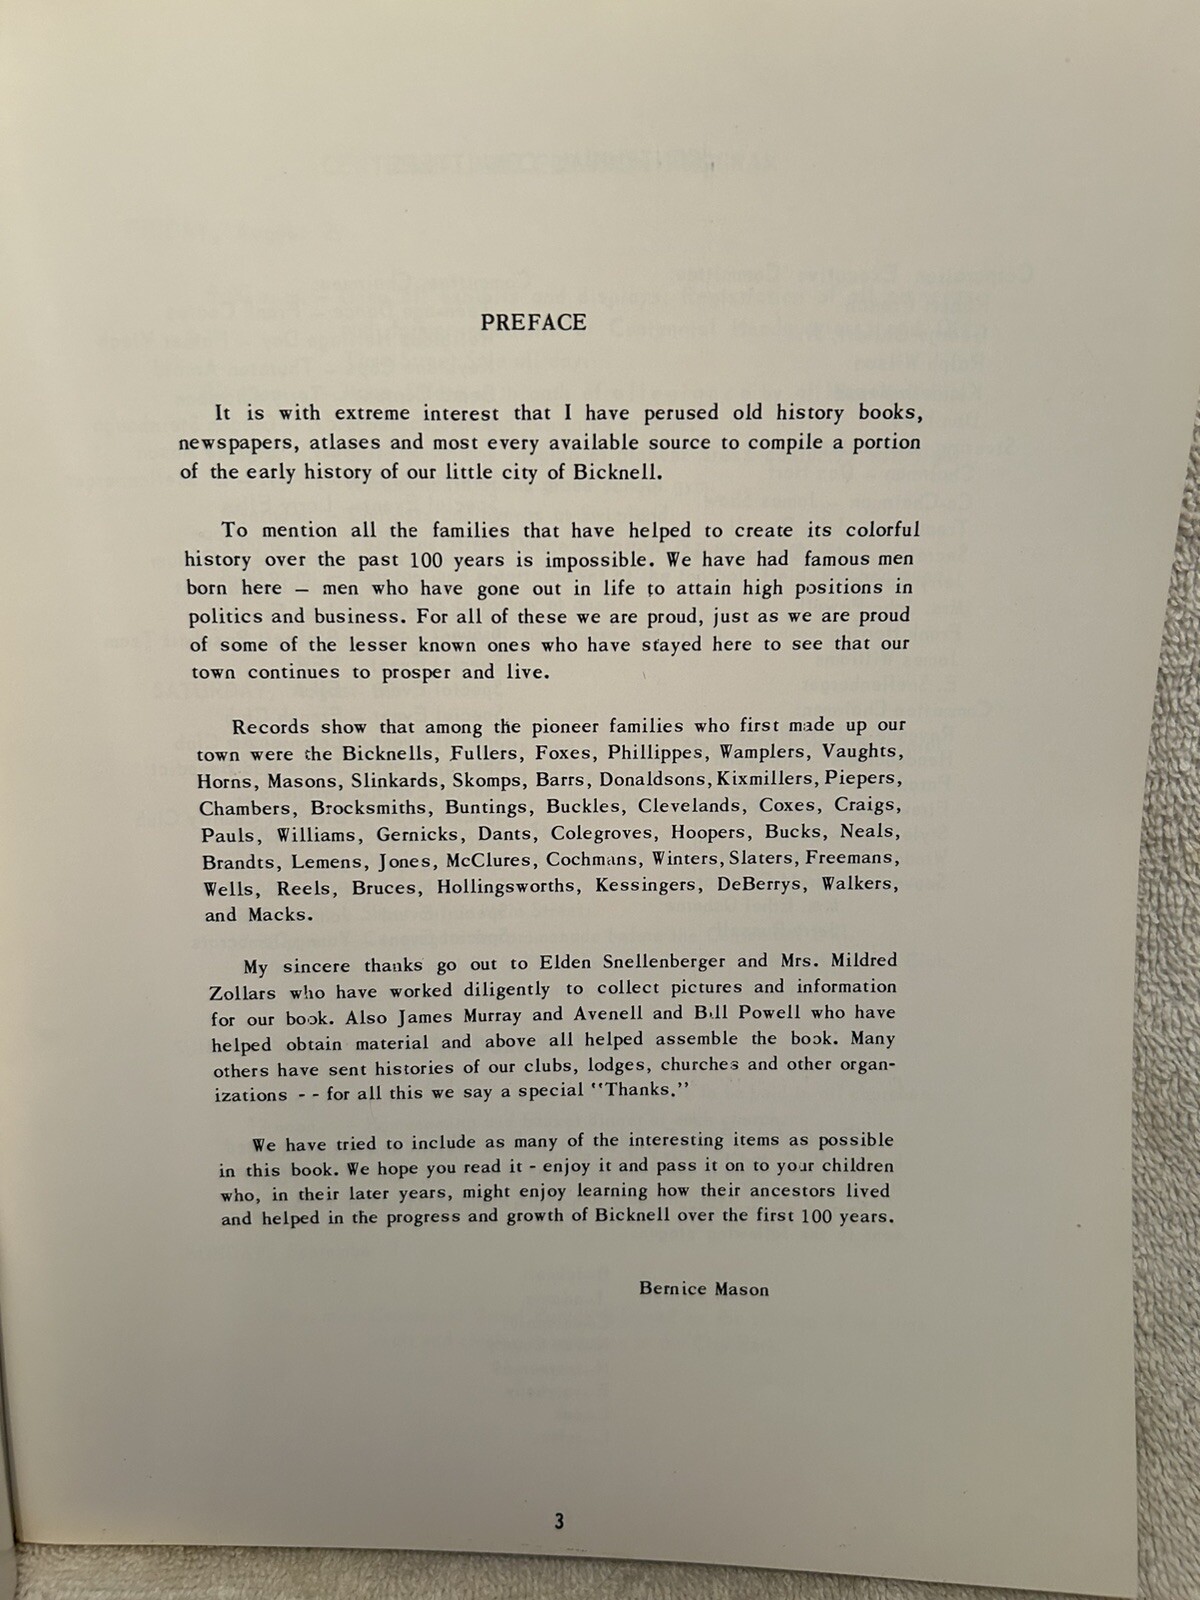 PREFACE
It is with extreme interest that I have perused old history books,
newspapers, atlases and most every available source to compile a portion
of the early history of our little city of Bicknell.
To mention all the families that have helped to create its colorful
history over the past 100 years is impossible. We have had famous men
born here — men who have gone out in life to attain high positions in
politics and business. For all of these we are proud, just as we are proud
of some of the lesser known ones who have stayed here to see that our
town continues to prosper and live.
Records show that among the pioneer families who first made up our
town were the Bicknells, Fullers, Foxes, Phillippes, Wamplers, Vaughts,
Horns, Masons, Slinkards, Skomps, Barrs, Donaldsons, Kixmillers, Piepers,
Chambers, Brocksmiths, Buntings, Buckles, Clevelands, Coxes, Craigs,
Pauls, Williams, Gernicks, Dants, Colegroves, Hoopers, Bucks, Neals,
Brandts, Lemens, Jones, McClures, Cochmans, Winters, Slaters, Freemans,
Wells, Reels, Bruces, Hollingsworths, Kessingers, DeBerrys, Walkers,
and Macks.
My sincere thanks go out to Elden Snellenberger and Mrs. Mildred
Zollars who have worked diligently to collect pictures and information
for our book. Also James Murray and Avenell and Bill Powell who have
helped obtain material and above all helped assemble the book. Many
others have sent histories of our clubs, lodges, churches and other organ-
izations - - for all this we say a special "Thanks."
We have tried to include as many of the interesting items as possible
in this book. We hope you read it - enjoy it and pass it on to your children
who, in their later years, might enjoy learning how their ancestors lived
and helped in the progress and growth of Bicknell over the first 100 years.
Bernice Mason
3